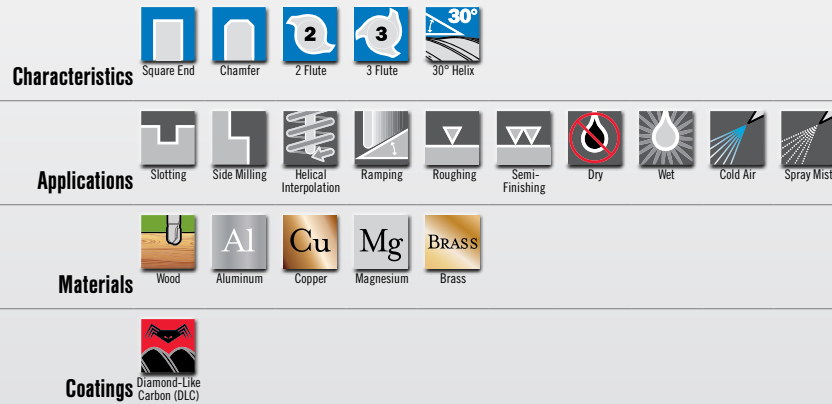 2
3
30°
Characteristics
Square End
Chamfer
2 Flute
3 Flute
30° Helix
Applications
Slotting
Side Milling
Helical
Interpolation
Ramping
Roughing
Semi-
Finishing
Dry
Wet
Cold Air
Spray Mist
Al
Cu
Mg
BRASS
Materials
Wood
Aluminum
Copper
Magnesium
Brass
Coatings
Diamond-Like
Carbon (DLC)